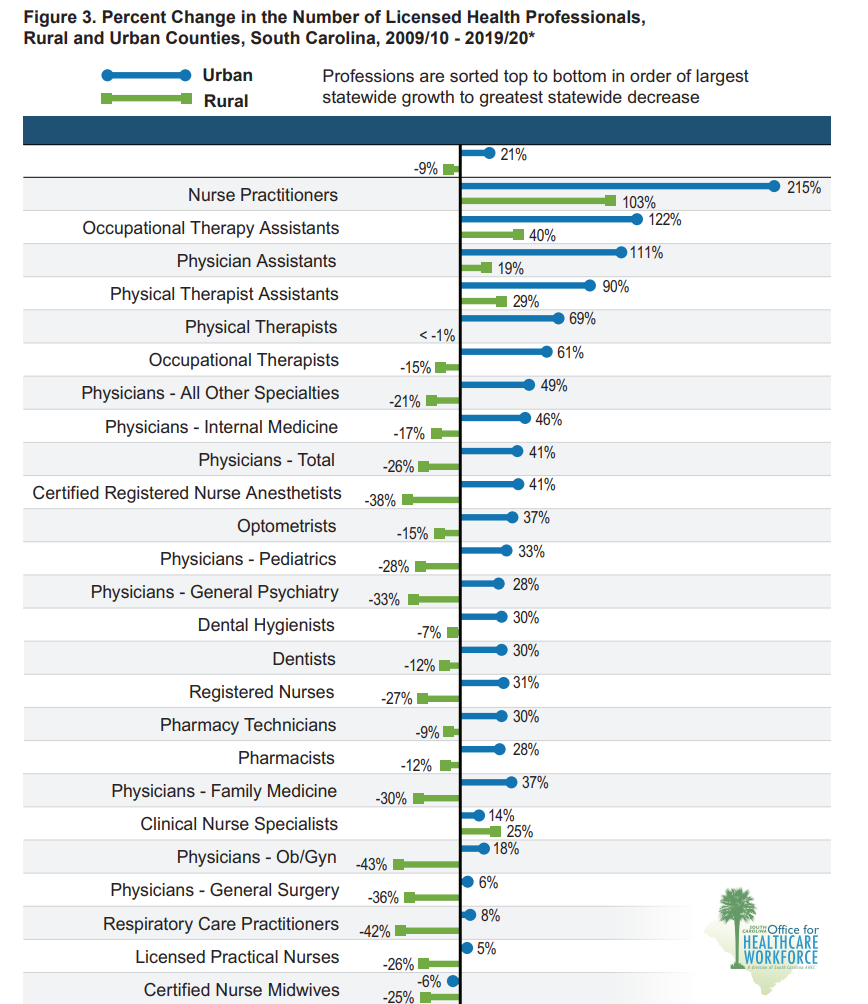 Figure 3. Percent Change in the Number of Licensed Health Professionals,
Rural and Urban Counties, South Carolina, 2009/10 - 2019/20*
Urban
Rural
Professions are sorted top to bottom in order of largest
statewide growth to greatest statewide decrease
21%
-9%
Nurse Practitioners 215%
103%
Occupational Therapy Assistants 122%
40%
Physician Assistants 111%
19%
Physical Therapist Assistants 90%
29%
Physical Therapists 69%
< -1%
Occupational Therapists 61%
-15%
Physicians - All Other Specialties 49%
-21%
Physicians - Internal Medicine 46%
-17%
Physicians - Total 41%
-26%
Certified Registered Nurse Anesthetists 41%
-38%
Optometrists 37%
-15%
Physicians - Pediatrics 33%
-28%
Physicians - General Psychiatry 28%
-33%
Dental Hygienists 30%
-7%
Dentists 30%
-12%
Registered Nurses 31%
-27%
Pharmacy Technicians 30%
-9%
Pharmacists 28%
-12%
Physicians - Family Medicine 37%
-30%
Clinical Nurse Specialists 14%
25%
Physicians - Ob/Gyn 18%
-43%
Physicians - General Surgery 6%
-36%
Respiratory Care Practitioners 8%
-42%
Licensed Practical Nurses 5%
-26%
Certified Nurse Midwives -6%
-25%
SOUTH
CAROLINA Office for
HEALTHCARE
WORKFORCE
A Division of South Carolina AHEC